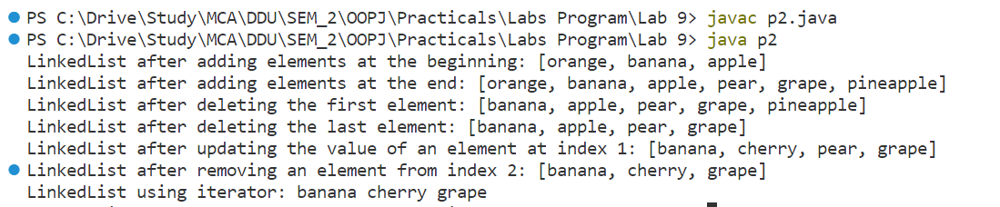 PS C:\Drive\Study\MCA\DDU\SEM_2\OOPJ\Practicals\Labs Program\Lab 9> javac p2.java
PS C:\Drive\Study\MCA\DDU\SEM_2\OOPJ\Practicals\Labs Program\Lab 9> java p2
LinkedList after adding elements at the beginning: [orange, banana, apple]
LinkedList after adding elements at the end: [orange, banana, apple, pear, grape, pineapple]
LinkedList after deleting the first element: [banana, apple, pear, grape, pineapple]
LinkedList after deleting the last element: [banana, apple, pear, grape]
LinkedList after updating the value of an element at index 1: [banana, cherry, pear, grape]
LinkedList after removing an element from index 2: [banana, cherry, grape]
LinkedList using iterator: banana cherry grape